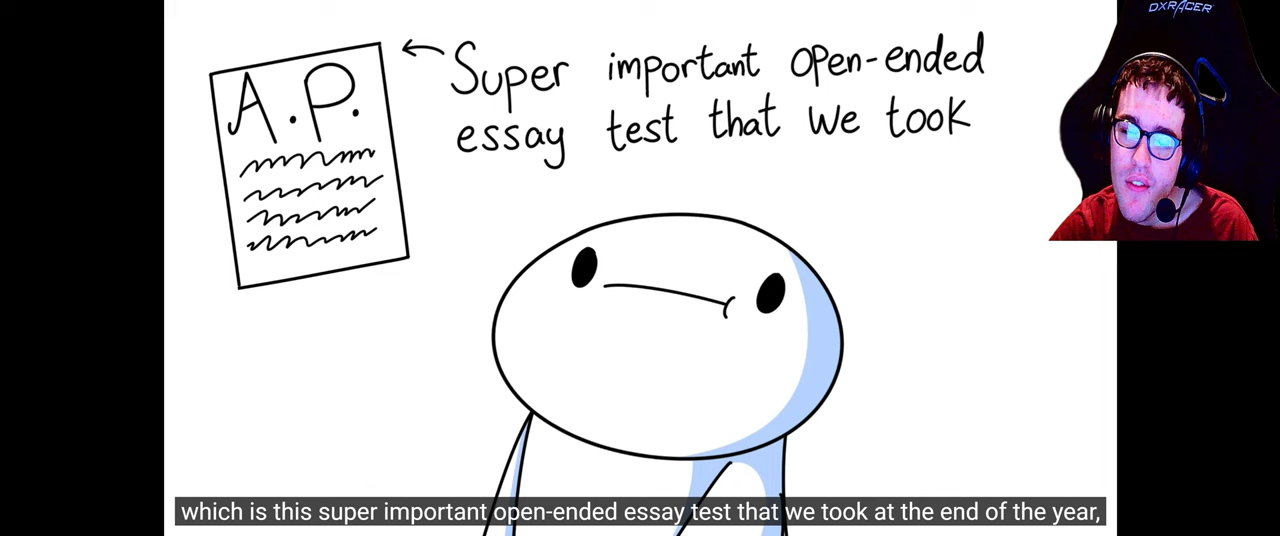 DXRACER
A.P.
Super important open-ended
essay test that we took
which is this super important open-ended essay test that we took at the end of the year,